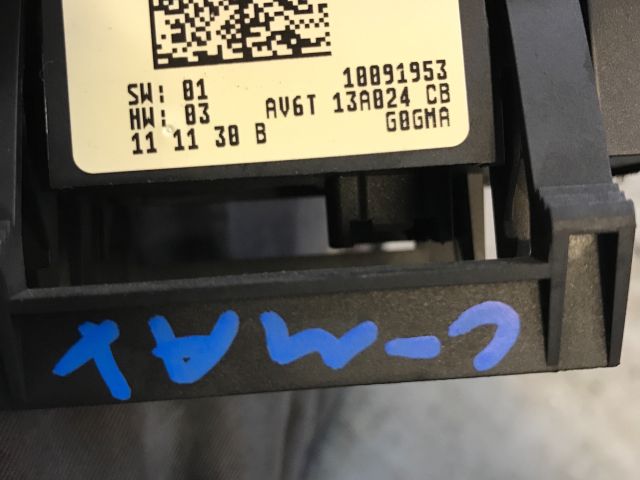 SW: 01
HW: 03
11 11 30 B
10091953
AV6T 13A024 CB
G0GMA
C-MAX